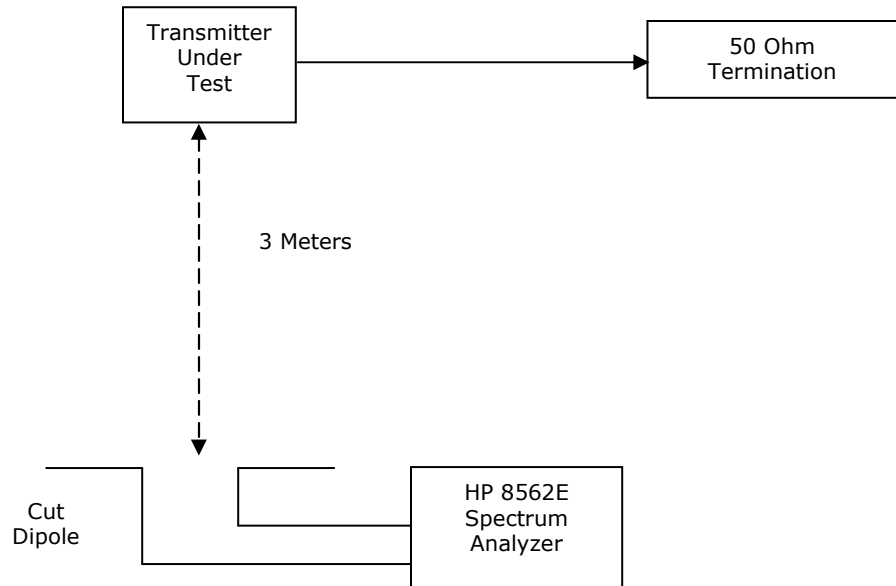 Transmitter
Under
Test
50 Ohm
Termination
3 Meters
Cut
Dipole
HP 8562E
Spectrum
Analyzer